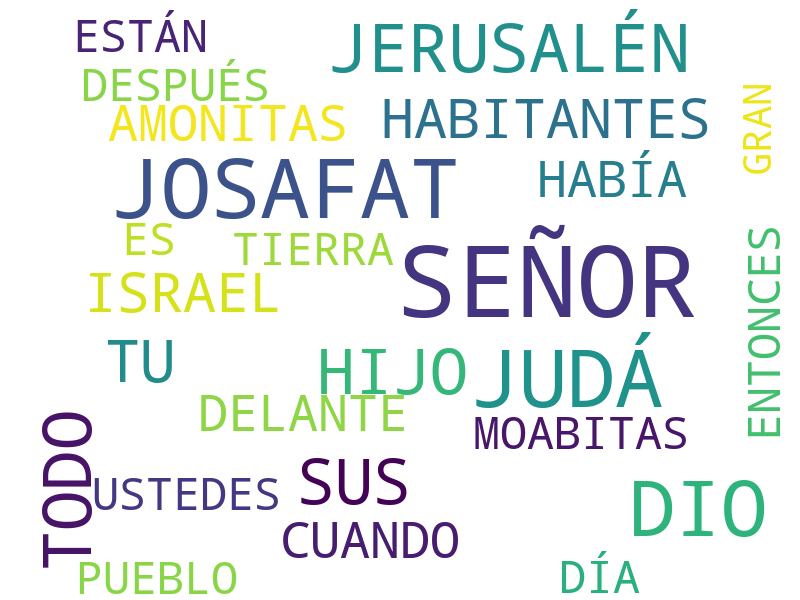 ESTÁN
JERUSALÉN
DESPUÉS
AMONITAS
HABITANTES
GRAN
JOSAFAT
HABÍA
ES
TIERRA
SEÑOR
ISRAEL
ENTONCES
TU
HIJO
JUDÁ
DELANTE
MOABITAS
TODO
USTEDES
SUS
DIO
CUANDO
PUEBLO
DÍA